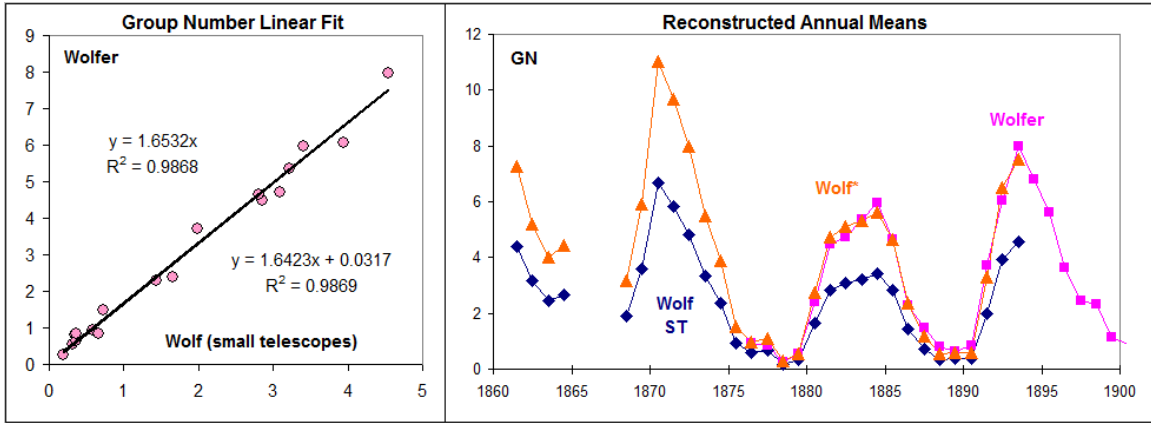 Group Number Linear Fit
9
8
7
6
5
4
3
2
1
0
Wolfer
y = 1.6532x
R² = 0.9868
y = 1.6423x + 0.0317
R² = 0.9869
Wolf (small telescopes)
0 1 2 3 4 5
Reconstructed Annual Means
12
10
8
6
4
2
0
GN
Wolfer
Wolf*
Wolf
ST
1860 1865 1870 1875 1880 1885 1890 1895 1900